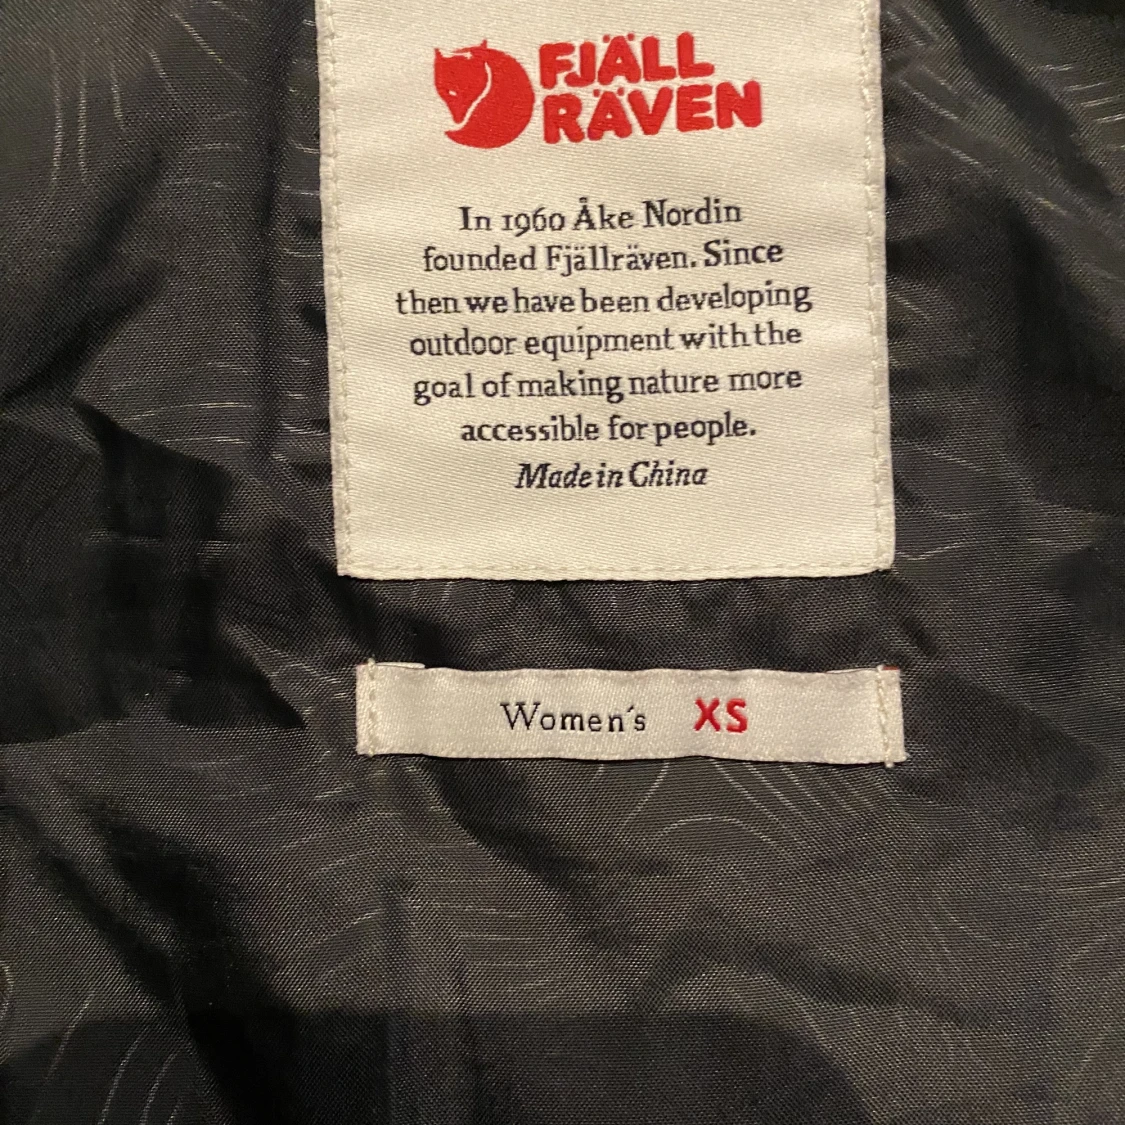 FJÄLL
RÄVEN
In 1960 Åke Nordin
founded Fjällräven. Since
then we have been developing
outdoor equipment with the
goal of making nature more
accessible for people.
Made in China
Women´s XS